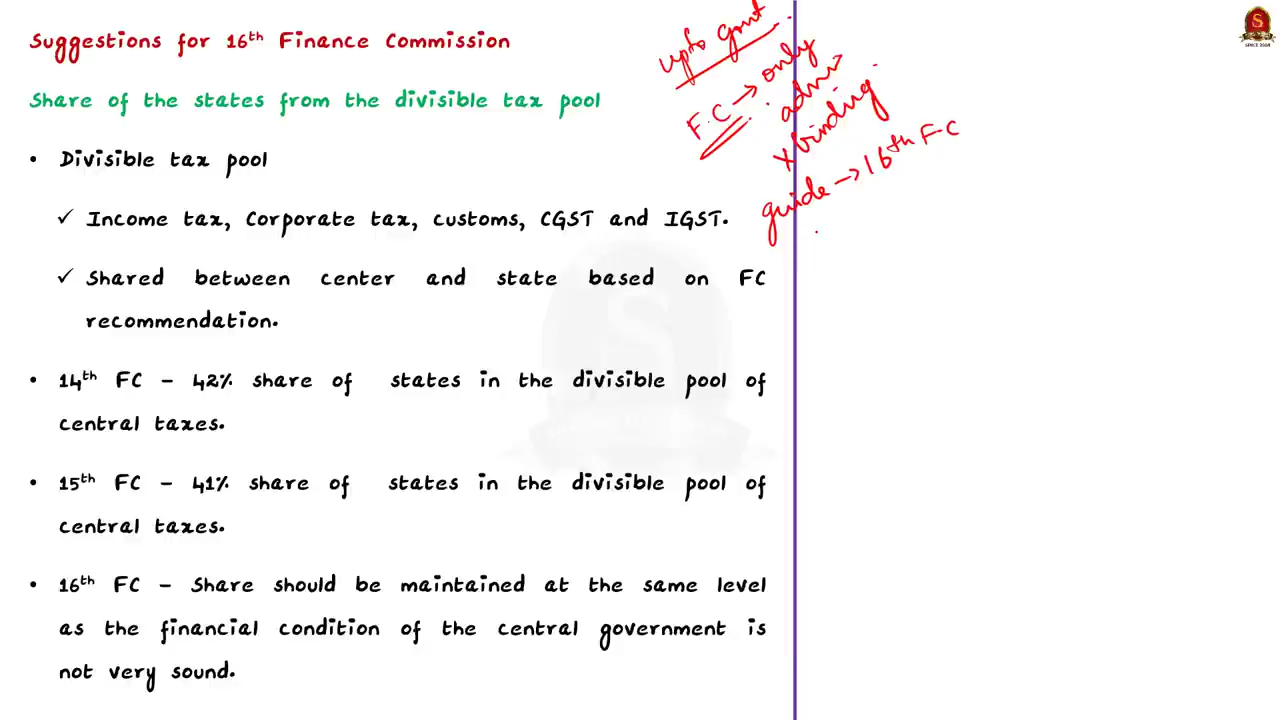 Suggestions for 16th Finance Commission
Share of the states from the divisible tax pool
• Divisible tax pool
✓ Income tax, Corporate tax, customs, CGST and IGST.
✓ Shared between center and state based on FC
recommendation.
• 14th FC – 42% share of states in the divisible pool of
central taxes.
• 15th FC – 41% share of states in the divisible pool of
central taxes.
• 16th FC – Share should be maintained at the same level
as the financial condition of the central government is
not very sound.
upto govt
F.C → only
adv
X binding
guide → 16th FC
S
SINCE 2004